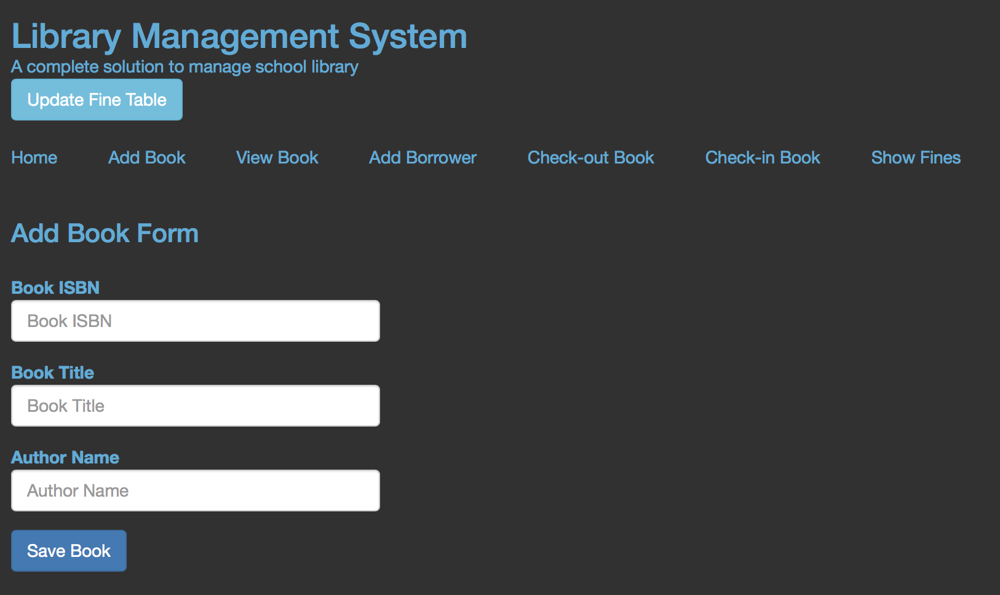 Library Management System
A complete solution to manage school library
Update Fine Table
Home Add Book View Book Add Borrower Check-out Book Check-in Book Show Fines
Add Book Form
Book ISBN
Book ISBN
Book Title
Book Title
Author Name
Author Name
Save Book